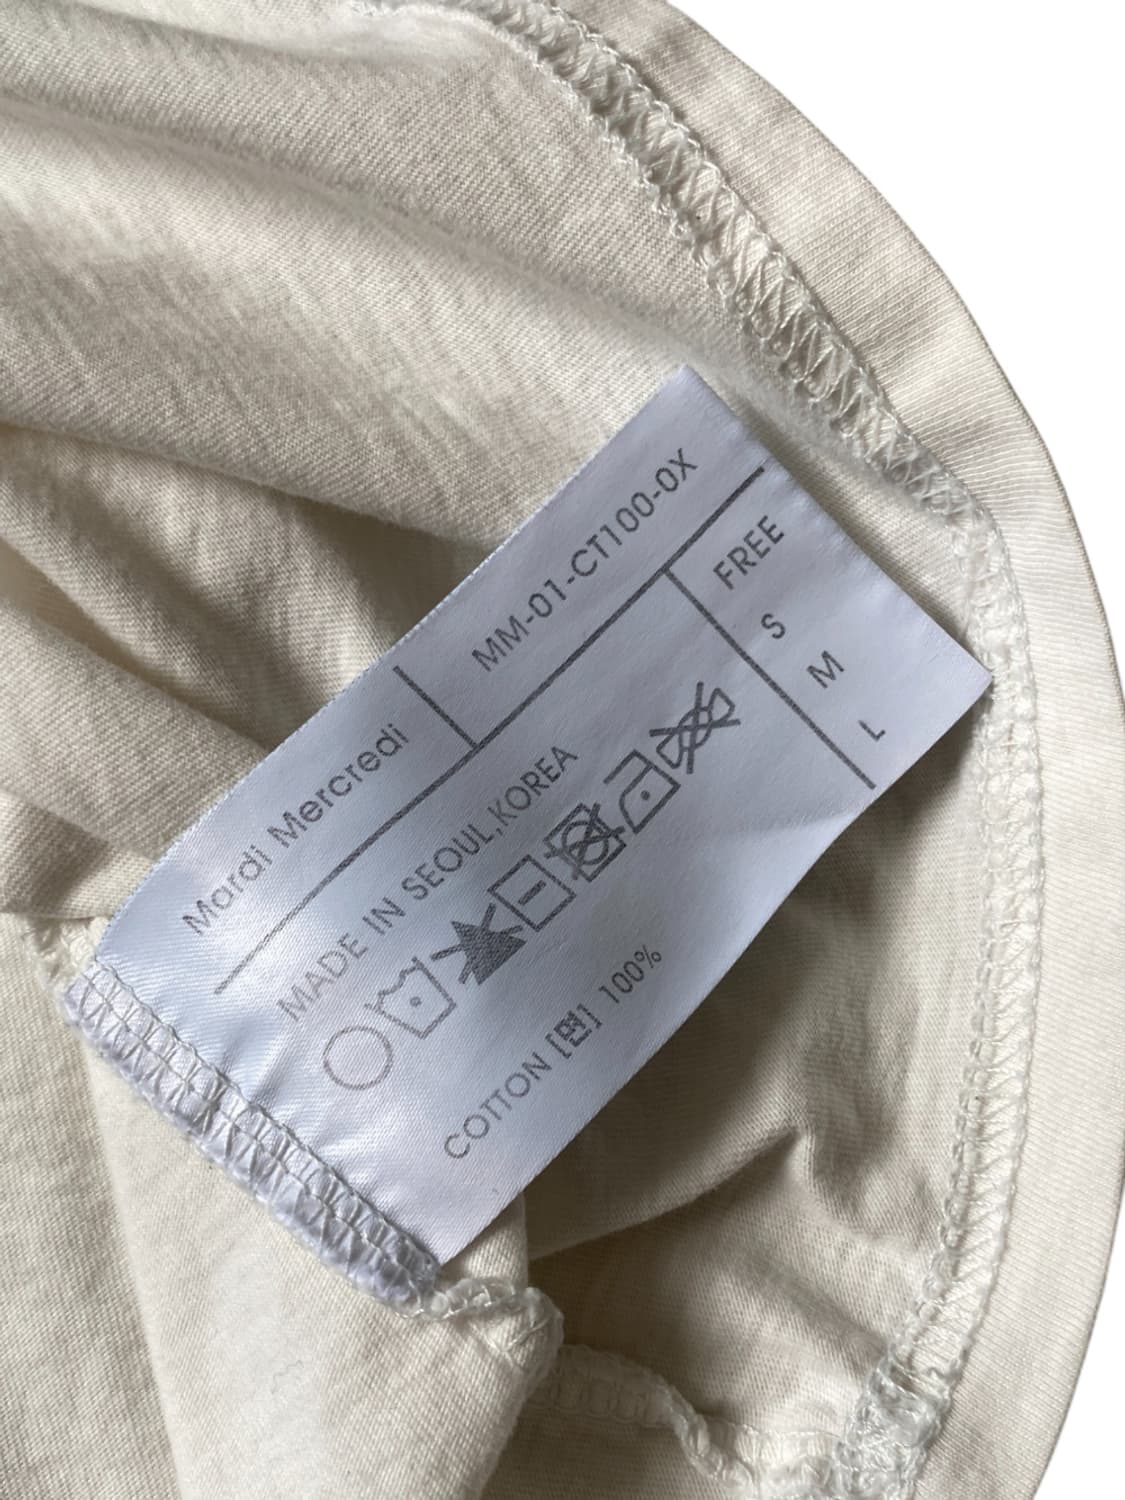 Mardi Mercredi
MM-01-CT100-0X
MADE IN SEOUL,KOREA
COTTON [면] 100%
FREE
S
M
L